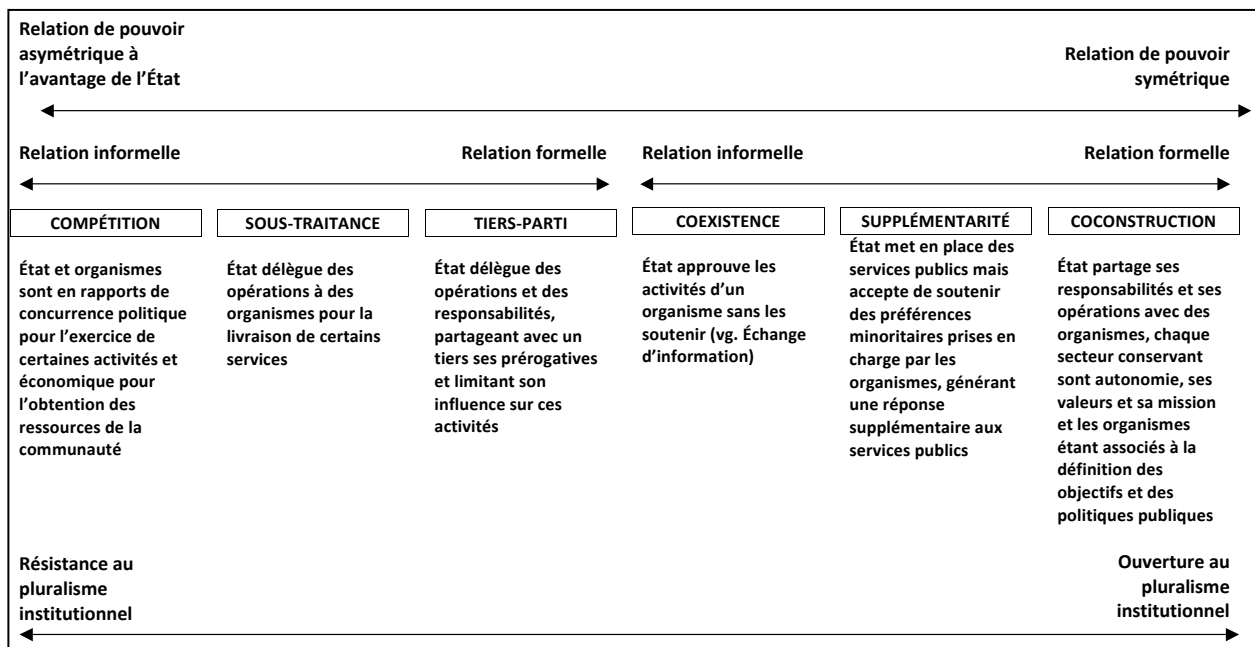 Relation de pouvoir
asymétrique à
l’avantage de l’État
Relation de pouvoir
symétrique
Relation informelle
Relation formelle
Relation informelle
Relation formelle
COMPÉTITION
État et organismes
sont en rapports de
concurrence politique
pour l’exercice de
certaines activités et
économique pour
l’obtention des
ressources de la
communauté
SOUS-TRAITANCE
État délègue des
opérations à des
organismes pour la
livraison de certains
services
TIERS-PARTI
État délègue des
opérations et des
responsabilités,
partageant avec un
tiers ses prérogatives
et limitant son
influence sur ces
activités
COEXISTENCE
État approuve les
activités d’un
organisme sans les
soutenir (vg. Échange
d’information)
SUPPLÉMENTARITÉ
État met en place des
services publics mais
accepte de soutenir
des préférences
minoritaires prises en
charge par les
organismes, générant
une réponse
supplémentaire aux
services publics
COCONSTRUCTION
État partage ses
responsabilités et ses
opérations avec des
organismes, chaque
secteur conservant
sont autonomie, ses
valeurs et sa mission
et les organismes
étant associés à la
définition des
objectifs et des
politiques publiques
Résistance au
pluralisme
institutionnel
Ouverture au
pluralisme
institutionnel